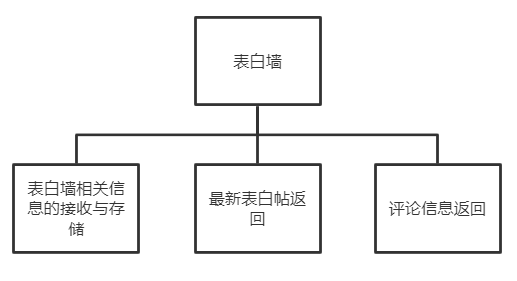 表白墙
表白墙相关信
息的接收与存
储
最新表白帖返
回
评论信息返回